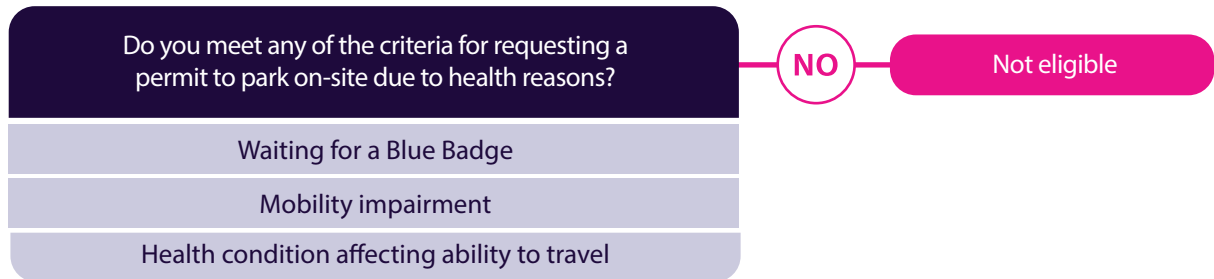 Do you meet any of the criteria for requesting a
permit to park on-site due to health reasons?
NO
Not eligible
Waiting for a Blue Badge
Mobility impairment
Health condition affecting ability to travel